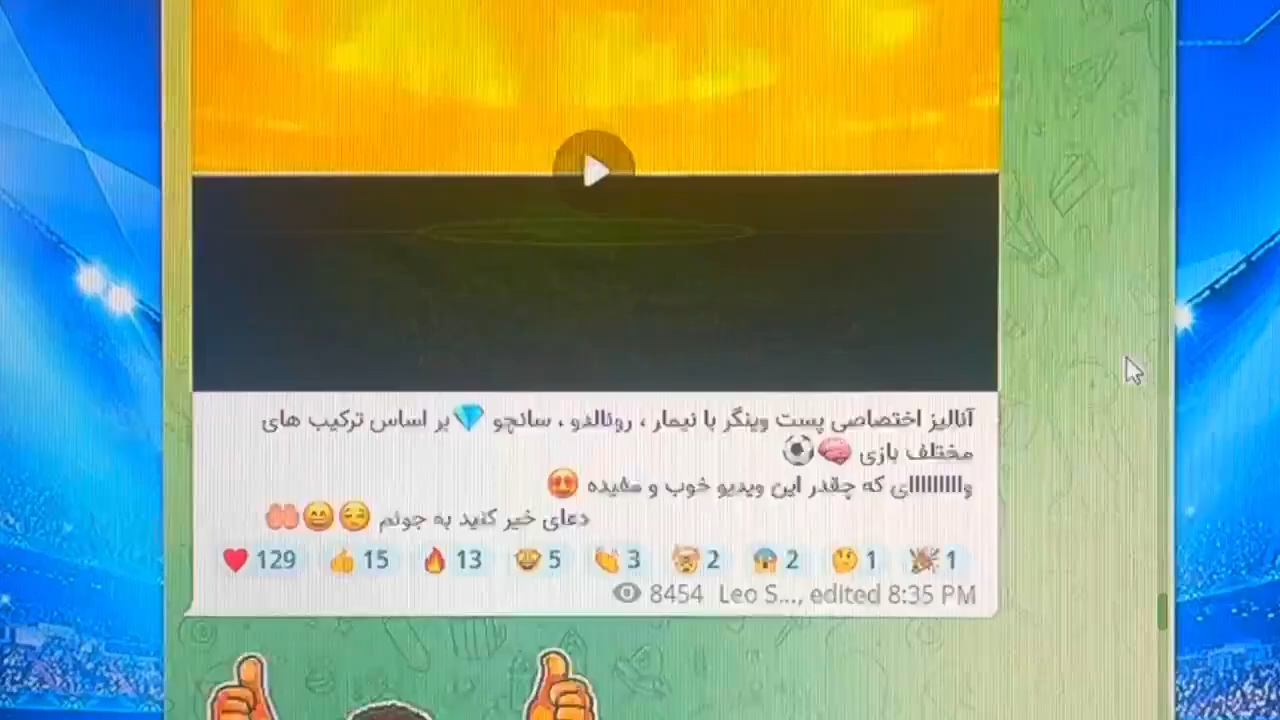 آنالیز اختصاصی پست وینگر با نیمار ، رونالدو ، سانچو 💎بر اساس ترکیب های
مختلف بازی 🧠⚽
واااااااااای که چقدر این ویدیو خوب و مفیده 😍
دعای خیر کنید به جونم 😌😄🤲
❤ 129 👍 15 🔥 13 🤩 5 👏 3 🤯 2 😱 2 🤔 1 🎉 1
8454 Leo S..., edited 8:35 PM